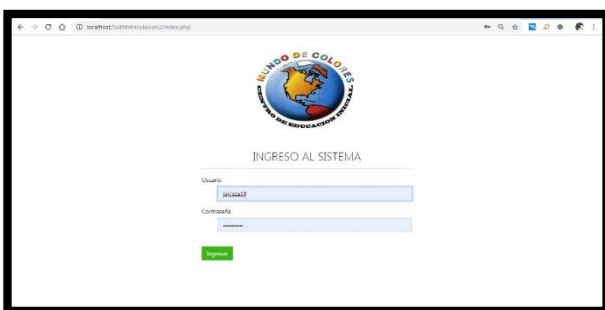 localhost/SistMatriculacion2/index.php
MUNDO DE COLORES
CENTRO DE EDUCACION INICIAL
INGRESO AL SISTEMA
Usuario
Contraseña
Ingresar